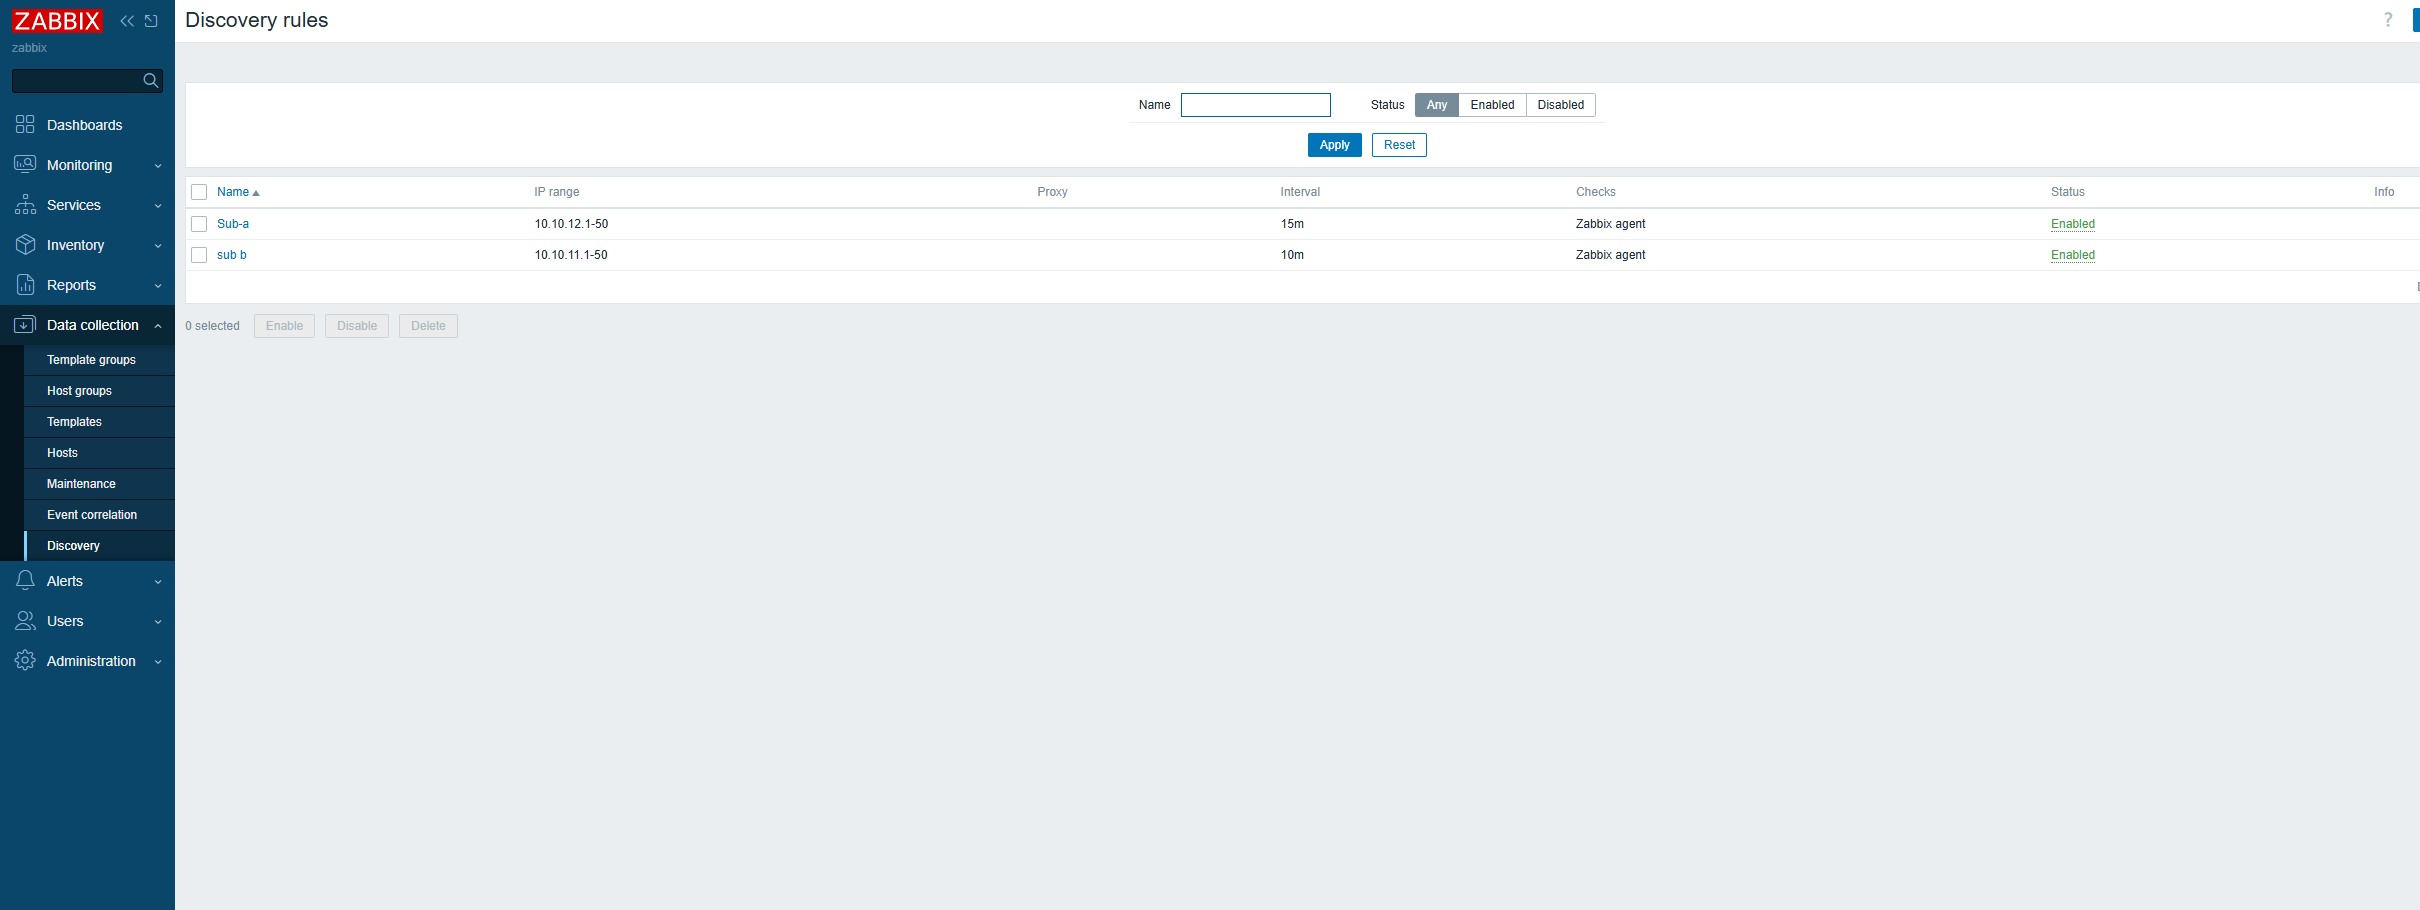 ZABBIX
zabbix
Dashboards
Monitoring
Services
Inventory
Reports
Data collection
Template groups
Host groups
Templates
Hosts
Maintenance
Event correlation
Discovery
Alerts
Users
Administration
Discovery rules
?
Name Status Any Enabled Disabled
Apply Reset
Name IP range Proxy Interval Checks Status Info
Sub-a 10.10.12.1-50 15m Zabbix agent Enabled
sub b 10.10.11.1-50 10m Zabbix agent Enabled
0 selected Enable Disable Delete